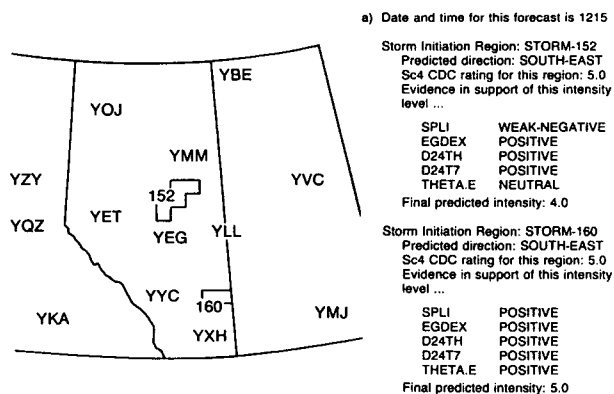 a) Date and time for this forecast is 1215
Storm Initiation Region: STORM-152
Predicted direction: SOUTH-EAST
Sc4 CDC rating for this region: 5.0
Evidence in support of this intensity
level ...
SPLI WEAK-NEGATIVE
EGDEX POSITIVE
D24TH POSITIVE
D24T7 POSITIVE
THETA.E NEUTRAL
Final predicted intensity: 4.0
Storm Initiation Region: STORM-160
Predicted direction: SOUTH-EAST
Sc4 CDC rating for this region: 5.0
Evidence in support of this intensity
level ...
SPLI POSITIVE
EGDEX POSITIVE
D24TH POSITIVE
D24T7 POSITIVE
THETA.E POSITIVE
Final predicted intensity: 5.0
YBE
YOJ
YMM
YZY
152
YVC
YQZ
YET
YEG
YLL
YYC
160
YKA
YXH
YMJ